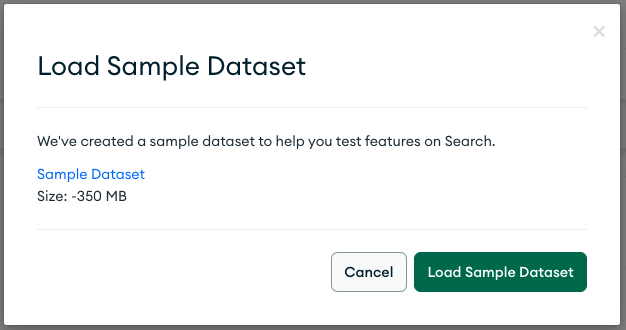 Load Sample Dataset
We've created a sample dataset to help you test features on Search.
Sample Dataset
Size: ~350 MB
Cancel
Load Sample Dataset